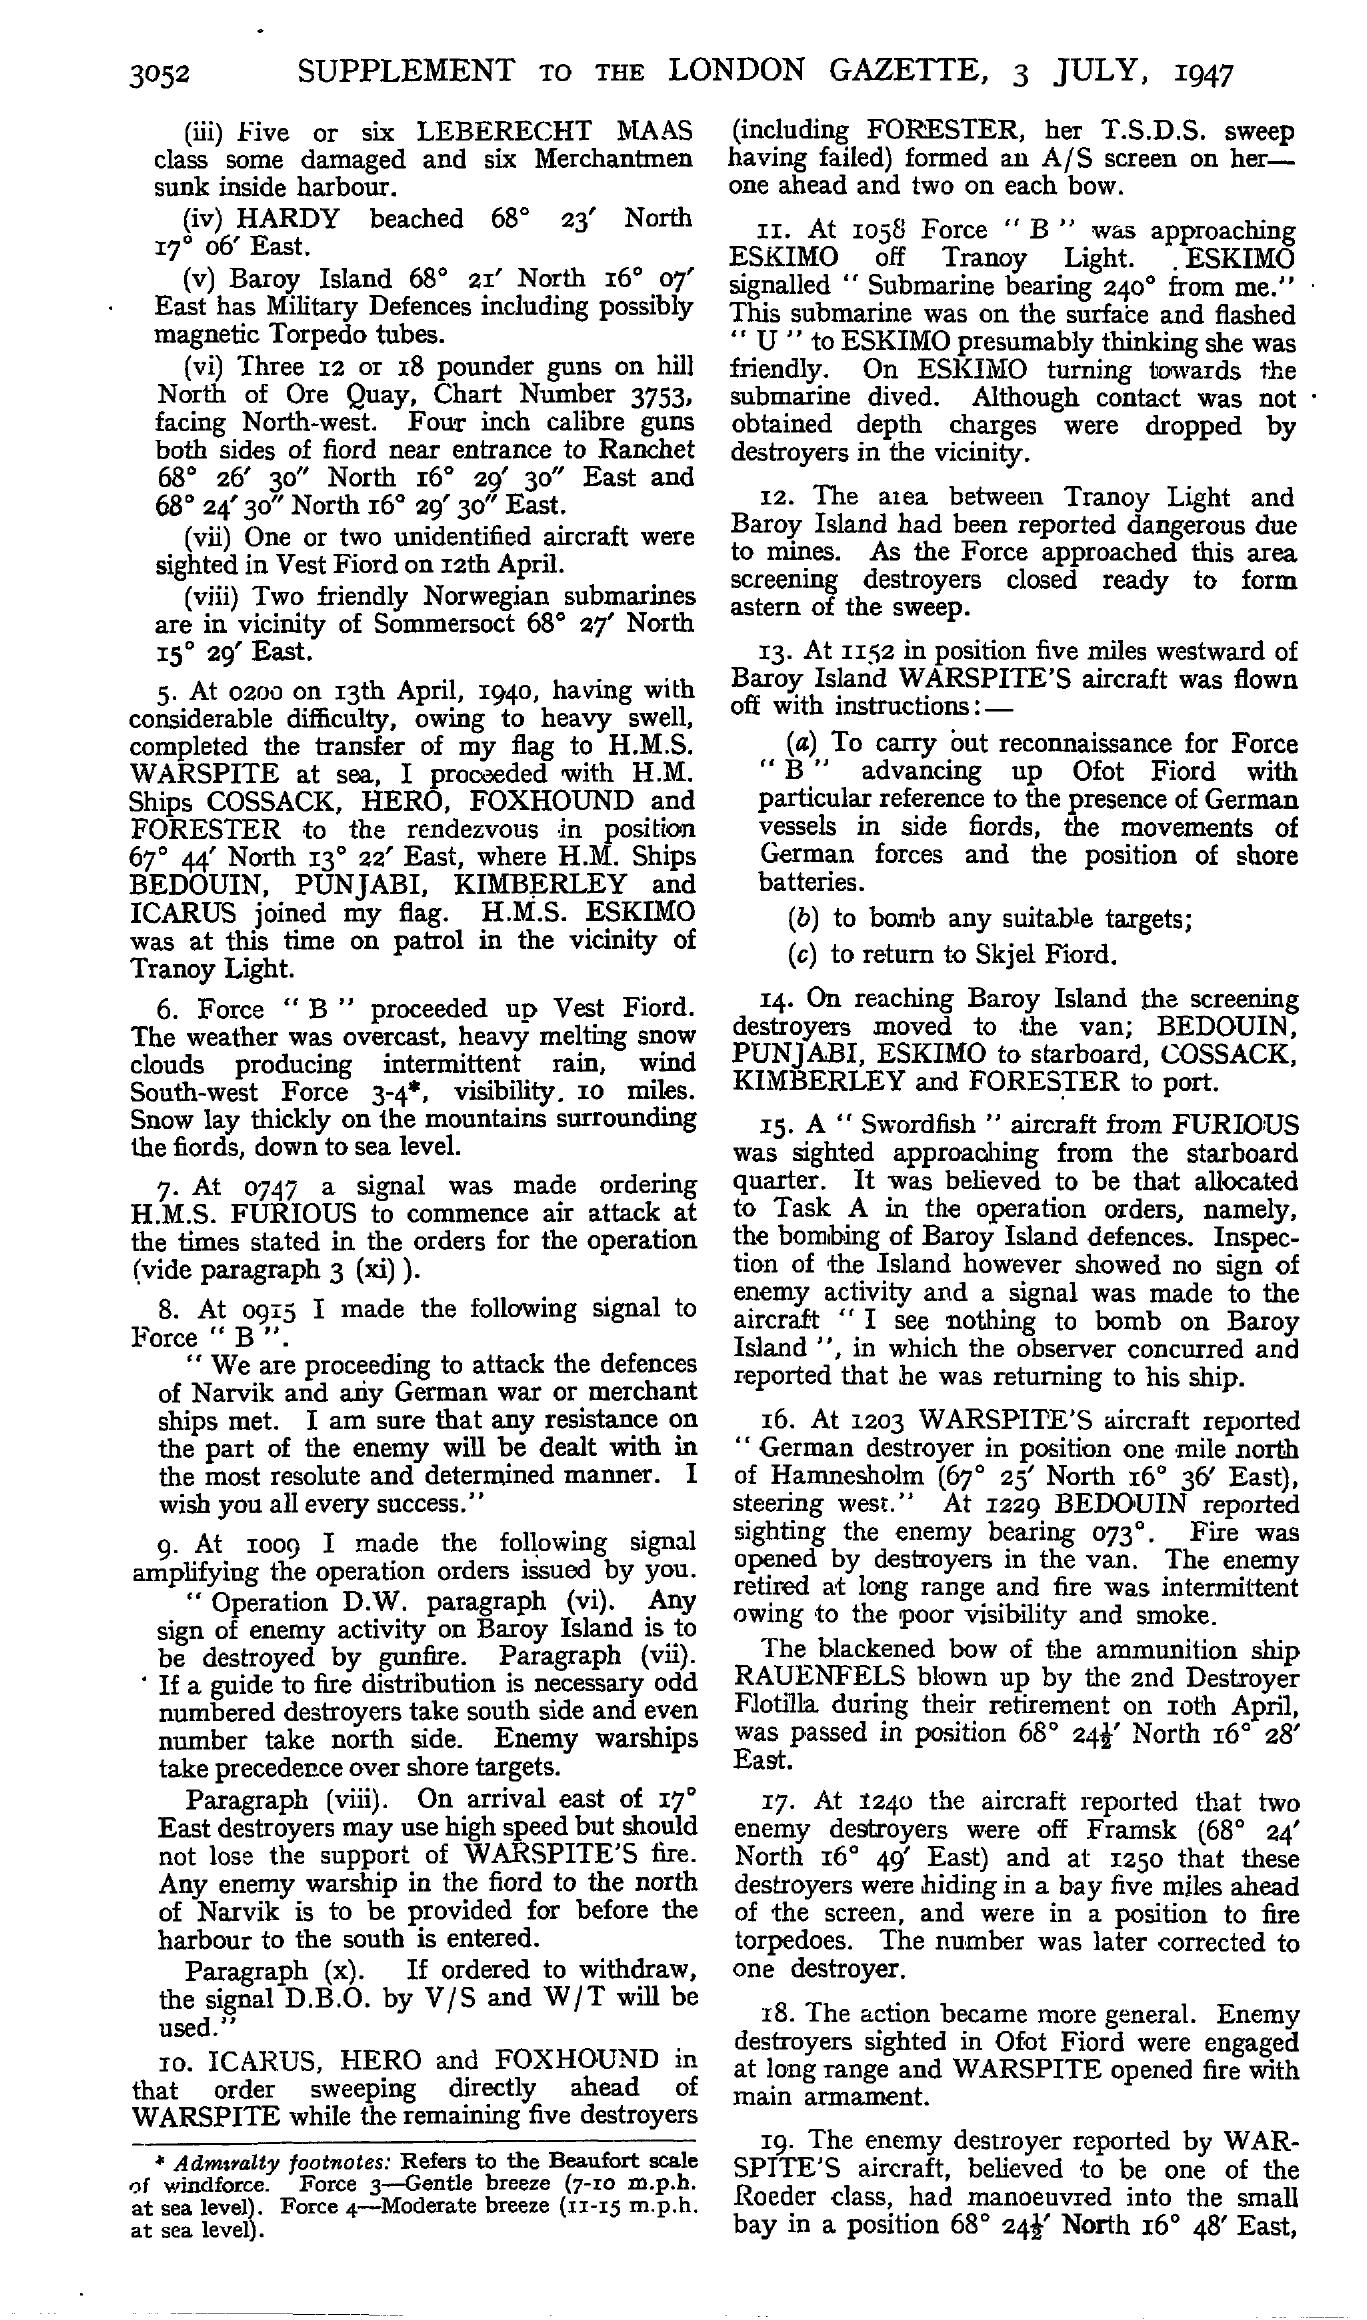 3052 SUPPLEMENT TO THE LONDON GAZETTE, 3 JULY, 1947
(iii) Five or six LEBERECHT MAAS
class some damaged and six Merchantmen
sunk inside harbour.
(iv) HARDY beached 68° 23′ North
17° 06′ East.
(v) Baroy Island 68° 21′ North 16° 07′
East has Military Defences including possibly
magnetic Torpedo tubes.
(vi) Three 12 or 18 pounder guns on hill
North of Ore Quay, Chart Number 3753,
facing North-west. Four inch calibre guns
both sides of fiord near entrance to Ranchet
68° 26′ 30″ North 16° 29′ 30″ East and
68° 24′ 30″ North 16° 29′ 30″ East.
(vii) One or two unidentified aircraft were
sighted in Vest Fiord on 12th April.
(viii) Two friendly Norwegian submarines
are in vicinity of Sommersoct 68° 27′ North
15° 29′ East.
5. At 0200 on 13th April, 1940, having with
considerable difficulty, owing to heavy swell,
completed the transfer of my flag to H.M.S.
WARSPITE at sea, I proceeded with H.M.
Ships COSSACK, HERO, FOXHOUND and
FORESTER to the rendezvous in position
67° 44′ North 13° 22′ East, where H.M. Ships
BEDOUIN, PUNJABI, KIMBERLEY and
ICARUS joined my flag. H.M.S. ESKIMO
was at this time on patrol in the vicinity of
Tranoy Light.
6. Force " B " proceeded up Vest Fiord.
The weather was overcast, heavy melting snow
clouds producing intermittent rain, wind
South-west Force 3-4*, visibility. 10 miles.
Snow lay thickly on the mountains surrounding
the fiords, down to sea level.
7. At 0747 a signal was made ordering
H.M.S. FURIOUS to commence air attack at
the times stated in the orders for the operation
(vide paragraph 3 (xi) ).
8. At 0915 I made the following signal to
Force " B ".
" We are proceeding to attack the defences
of Narvik and any German war or merchant
ships met. I am sure that any resistance on
the part of the enemy will be dealt with in
the most resolute and determined manner. I
wish you all every success."
9. At 1009 I made the following signal
amplifying the operation orders issued by you.
" Operation D.W. paragraph (vi). Any
sign of enemy activity on Baroy Island is to
be destroyed by gunfire. Paragraph (vii).
If a guide to fire distribution is necessary odd
numbered destroyers take south side and even
number take north side. Enemy warships
take precedence over shore targets.
Paragraph (viii). On arrival east of 17°
East destroyers may use high speed but should
not lose the support of WARSPITE'S fire.
Any enemy warship in the fiord to the north
of Narvik is to be provided for before the
harbour to the south is entered.
Paragraph (x). If ordered to withdraw,
the signal D.B.O. by V/S and W/T will be
used."
10. ICARUS, HERO and FOXHOUND in
that order sweeping directly ahead of
WARSPITE while the remaining five destroyers
* Admiralty footnotes: Refers to the Beaufort scale
of windforce. Force 3—Gentle breeze (7-10 m.p.h.
at sea level). Force 4—Moderate breeze (11-15 m.p.h.
at sea level).
(including FORESTER, her T.S.D.S. sweep
having failed) formed an A/S screen on her—
one ahead and two on each bow.
11. At 1058 Force " B " was approaching
ESKIMO off Tranoy Light. ESKIMO
signalled " Submarine bearing 240° from me."
This submarine was on the surface and flashed
" U " to ESKIMO presumably thinking she was
friendly. On ESKIMO turning towards the
submarine dived. Although contact was not
obtained depth charges were dropped by
destroyers in the vicinity.
12. The area between Tranoy Light and
Baroy Island had been reported dangerous due
to mines. As the Force approached this area
screening destroyers closed ready to form
astern of the sweep.
13. At 1152 in position five miles westward of
Baroy Island WARSPITE'S aircraft was flown
off with instructions:—
(a) To carry out reconnaissance for Force
" B " advancing up Ofot Fiord with
particular reference to the presence of German
vessels in side fiords, the movements of
German forces and the position of shore
batteries.
(b) to bomb any suitable targets;
(c) to return to Skjel Fiord.
14. On reaching Baroy Island the screening
destroyers moved to the van; BEDOUIN,
PUNJABI, ESKIMO to starboard, COSSACK,
KIMBERLEY and FORESTER to port.
15. A " Swordfish " aircraft from FURIOUS
was sighted approaching from the starboard
quarter. It was believed to be that allocated
to Task A in the operation orders, namely,
the bombing of Baroy Island defences. Inspec-
tion of the Island however showed no sign of
enemy activity and a signal was made to the
aircraft " I see nothing to bomb on Baroy
Island ", in which the observer concurred and
reported that he was returning to his ship.
16. At 1203 WARSPITE'S aircraft reported
" German destroyer in position one mile north
of Hamnesholm (67° 25′ North 16° 36′ East),
steering west." At 1229 BEDOUIN reported
sighting the enemy bearing 073°. Fire was
opened by destroyers in the van. The enemy
retired at long range and fire was intermittent
owing to the poor visibility and smoke.
The blackened bow of the ammunition ship
RAUENFELS blown up by the 2nd Destroyer
Flotilla during their retirement on 10th April,
was passed in position 68° 24½′ North 16° 28′
East.
17. At 1240 the aircraft reported that two
enemy destroyers were off Framsk (68° 24′
North 16° 49′ East) and at 1250 that these
destroyers were hiding in a bay five miles ahead
of the screen, and were in a position to fire
torpedoes. The number was later corrected to
one destroyer.
18. The action became more general. Enemy
destroyers sighted in Ofot Fiord were engaged
at long range and WARSPITE opened fire with
main armament.
19. The enemy destroyer reported by WAR-
SPITE'S aircraft, believed to be one of the
Roeder class, had manoeuvred into the small
bay in a position 68° 24½′ North 16° 48′ East,